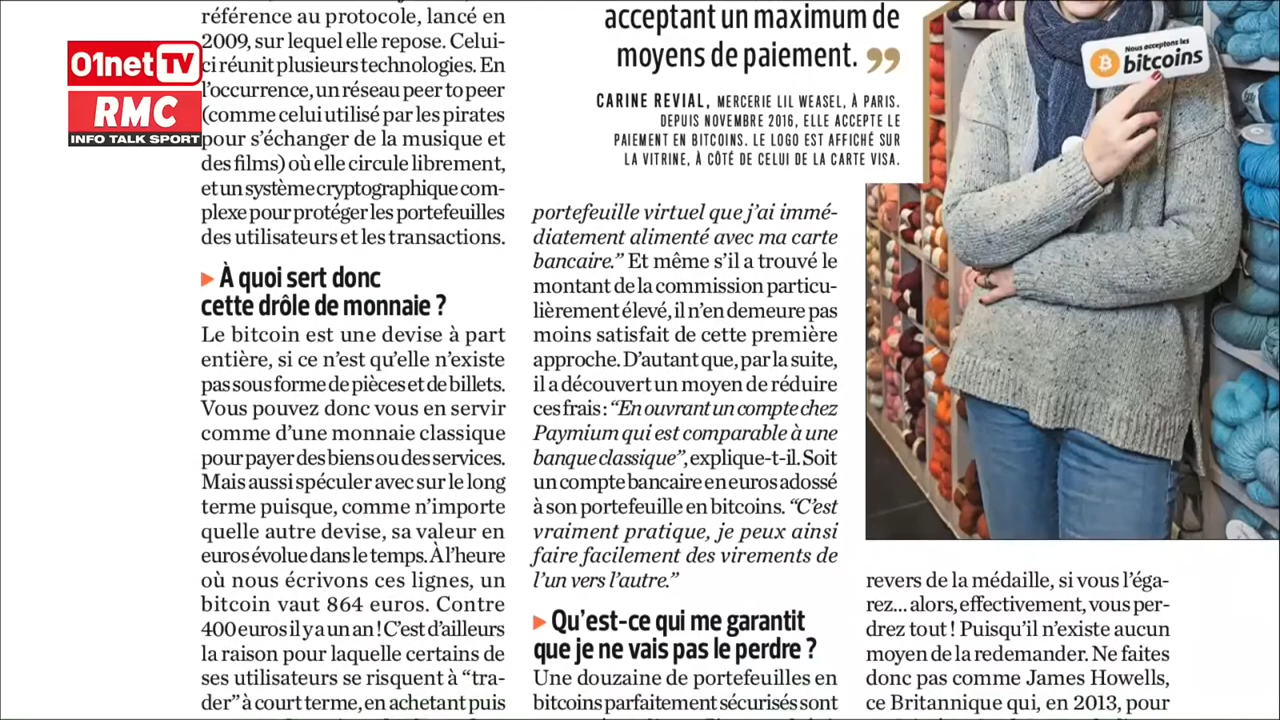 01net TV
RMC
INFO TALK SPORT
référence au protocole, lancé en
2009, sur lequel elle repose. Celui-
ci réunit plusieurs technologies. En
l’occurrence, un réseau peer to peer
(comme celui utilisé par les pirates
pour s’échanger de la musique et
des films) où elle circule librement,
et un système cryptographique com-
plexe pour protéger les portefeuilles
des utilisateurs et les transactions.
À quoi sert donc
cette drôle de monnaie ?
Le bitcoin est une devise à part
entière, si ce n’est qu’elle n’existe
pas sous forme de pièces et de billets.
Vous pouvez donc vous en servir
comme d’une monnaie classique
pour payer des biens ou des services.
Mais aussi spéculer avec sur le long
terme puisque, comme n’importe
quelle autre devise, sa valeur en
euros évolue dans le temps. À l’heure
où nous écrivons ces lignes, un
bitcoin vaut 864 euros. Contre
400 euros il y a un an ! C’est d’ailleurs
la raison pour laquelle certains de
ses utilisateurs se risquent à “tra-
der” à court terme, en achetant puis
acceptant un maximum de
moyens de paiement. ”
CARINE REVIAL, MERCERIE LIL WEASEL, À PARIS.
DEPUIS NOVEMBRE 2016, ELLE ACCEPTE LE
PAIEMENT EN BITCOINS. LE LOGO EST AFFICHÉ SUR
LA VITRINE, À CÔTÉ DE CELUI DE LA CARTE VISA.
portefeuille virtuel que j’ai immé-
diatement alimenté avec ma carte
bancaire.” Et même s’il a trouvé le
montant de la commission particu-
lièrement élevé, il n’en demeure pas
moins satisfait de cette première
approche. D’autant que, par la suite,
il a découvert un moyen de réduire
ces frais : “En ouvrant un compte chez
Paymium qui est comparable à une
banque classique”, explique-t-il. Soit
un compte bancaire en euros adossé
à son portefeuille en bitcoins. “C’est
vraiment pratique, je peux ainsi
faire facilement des virements de
l’un vers l’autre.”
Qu’est-ce qui me garantit
que je ne vais pas le perdre ?
Une douzaine de portefeuilles en
bitcoins parfaitement sécurisés sont
Nous acceptons les
bitcoins
revers de la médaille, si vous l’éga-
rez... alors, effectivement, vous per-
drez tout ! Puisqu’il n’existe aucun
moyen de la redemander. Ne faites
donc pas comme James Howells,
ce Britannique qui, en 2013, pour